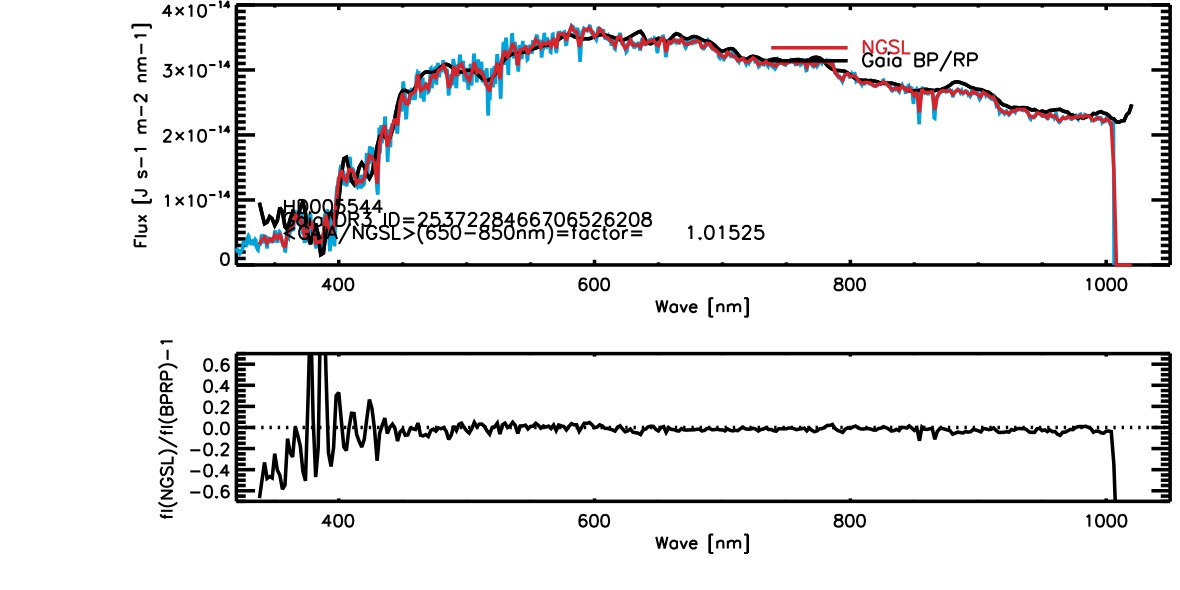 4×10−14
3×10−14
2×10−14
1×10−14
0
Flux [J s−1 m−2 nm−1]
NGSL
Gaia BP/RP
HD005544
Gaia DR3 ID=2537228466706526208
<GAIA/NGSL>(650−850nm)=factor= 1.01525
400 600 800 1000
Wave [nm]
fl(NGSL)/fl(BPRP)−1
0.6
0.4
0.2
0.0
−0.2
−0.4
−0.6
400 600 800 1000
Wave [nm]